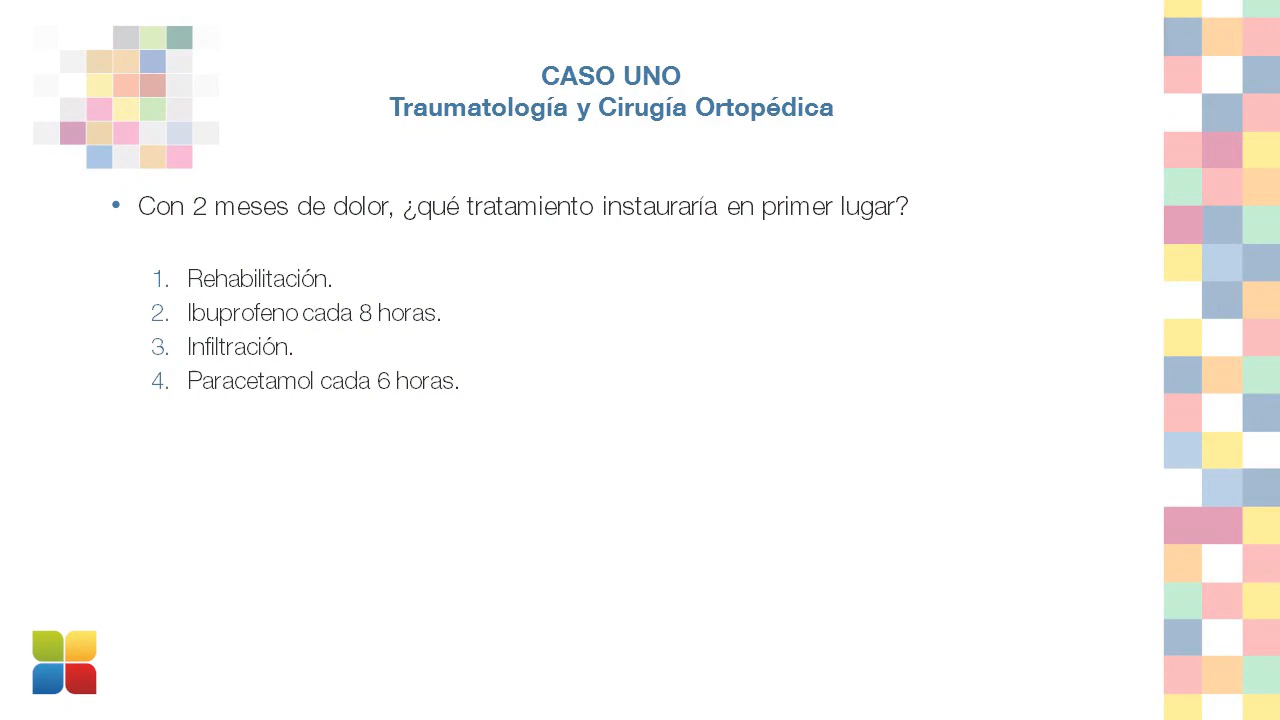 CASO UNO
Traumatología y Cirugía Ortopédica
• Con 2 meses de dolor, ¿qué tratamiento instauraría en primer lugar?
1. Rehabilitación.
2. Ibuprofeno cada 8 horas.
3. Infiltración.
4. Paracetamol cada 6 horas.